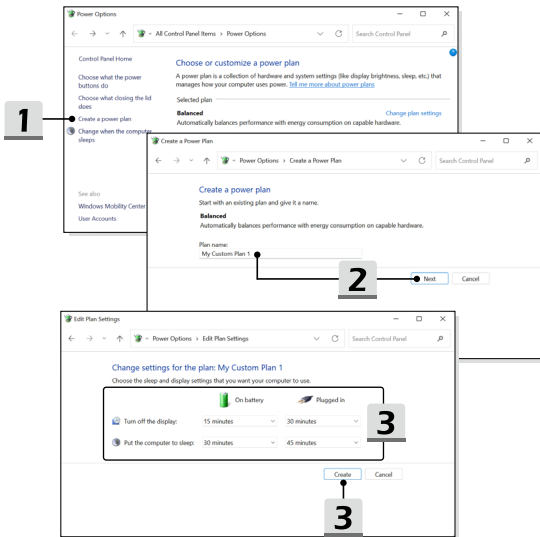 Power Options
All Control Panel Items > Power Options
Search Control Panel
Control Panel Home
Choose what the power
buttons do
Choose what closing the lid
does
Create a power plan
Change when the computer
sleeps
See also
Windows Mobility Center
User Accounts
Choose or customize a power plan
A power plan is a collection of hardware and system settings (like display brightness, sleep, etc.) that
manages how your computer uses power. Tell me more about power plans
Selected plan
Balanced
Change plan settings
Automatically balances performance with energy consumption on capable hardware.
1
Create a Power Plan
Power Options > Create a Power Plan
Search Control Panel
Create a power plan
Start with an existing plan and give it a name.
Balanced
Automatically balances performance with energy consumption on capable hardware.
Plan name:
My Custom Plan 1
2
Next
Cancel
Edit Plan Settings
Power Options > Edit Plan Settings
Search Control Panel
Change settings for the plan: My Custom Plan 1
Choose the sleep and display settings that you want your computer to use.
On battery
Plugged in
Turn off the display:
15 minutes
30 minutes
Put the computer to sleep:
30 minutes
45 minutes
3
Create
Cancel
3